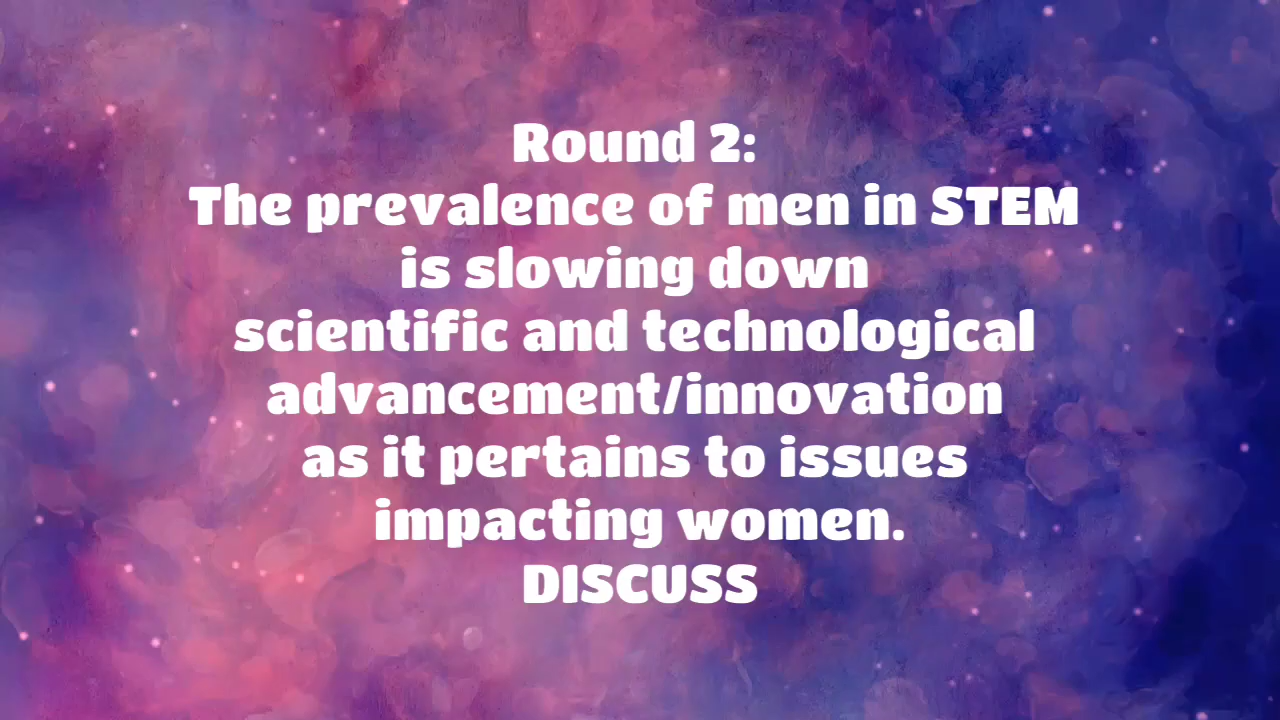 Round 2:
The prevalence of men in STEM
is slowing down
scientific and technological
advancement/innovation
as it pertains to issues
impacting women.
DISCUSS